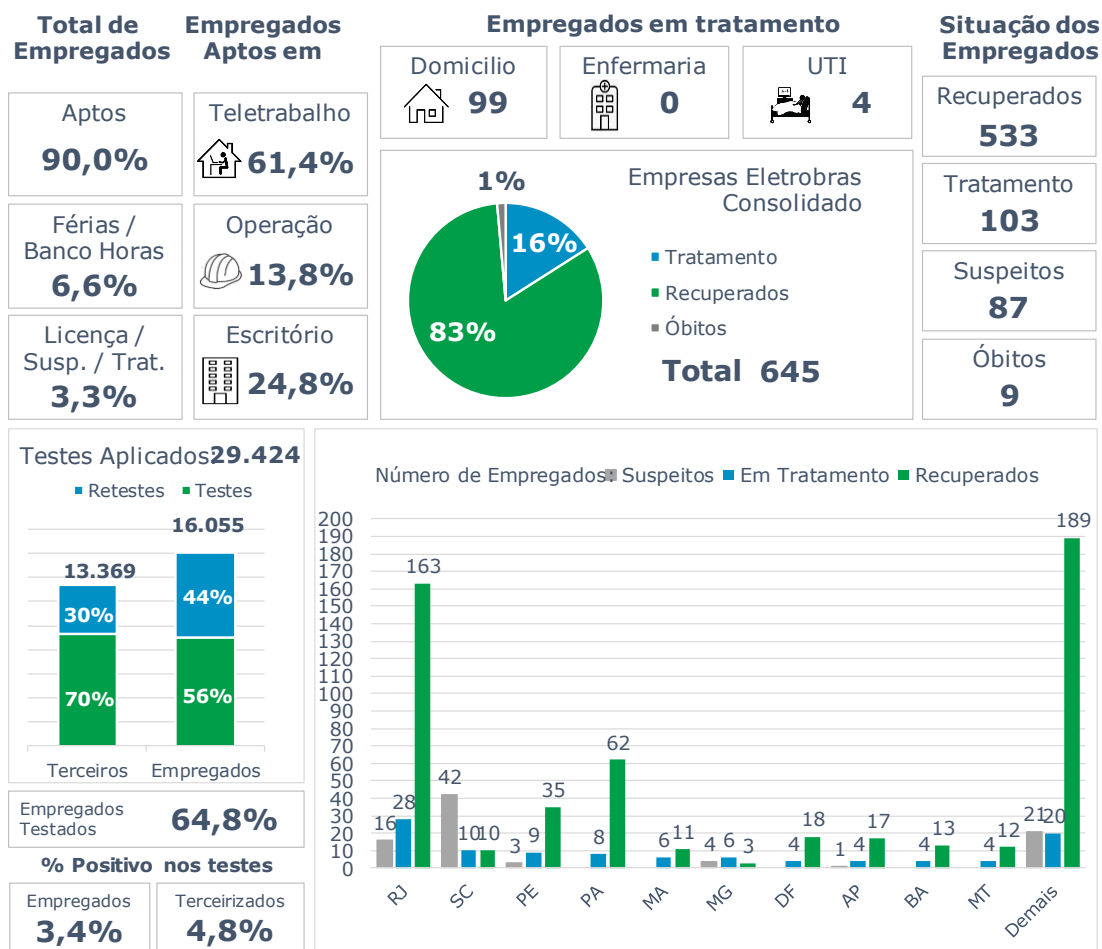 Total de
Empregados
Aptos
90,0%
Férias /
Banco Horas
6,6%
Licença /
Susp. / Trat.
3,3%
Empregados
Aptos em
Teletrabalho
61,4%
Operação
13,8%
Escritório
24,8%
Empregados em tratamento
Domicilio
99
Enfermaria
0
UTI
4
Empresas Eletrobras
Consolidado
1%
16%
83%
Tratamento
Recuperados
Óbitos
Total 645
Situação dos
Empregados
Recuperados
533
Tratamento
103
Suspeitos
87
Óbitos
9
Testes Aplicados: 29.424
Retestes Testes
16.055
13.369
44%
30%
70%
56%
Terceiros Empregados
Empregados
Testados
64,8%
% Positivo nos testes
Empregados
3,4%
Terceirizados
4,8%
Número de Empregados: Suspeitos Em Tratamento Recuperados
200
190
180
170
160
150
140
130
120
110
100
90
80
70
60
50
40
30
20
10
0
16 28 163
42 10 10
3 9 35
8 62
6 11
4 6 3
4 18
1 4 17
4 13
4 12
21 20 189
RJ SC PE PA MA MG DF AP BA MT Demais